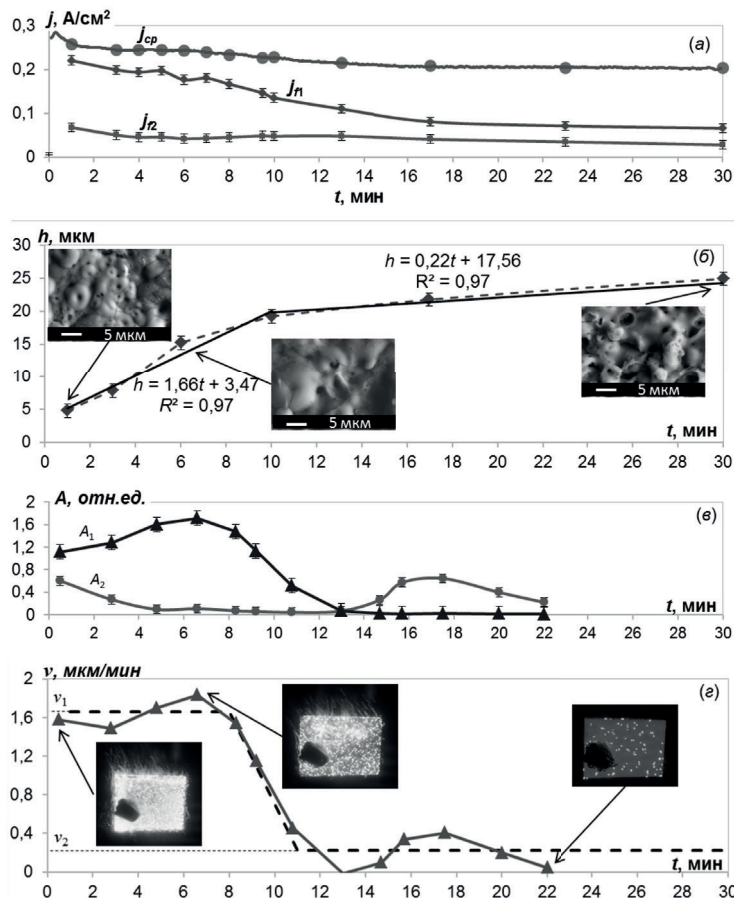 j, А/см² (а)
0,3
0,2
0,1
0
j_ср
j_f1
j_f2
0 2 4 6 8 10 12 14 16 18 20 22 24 26 28 30
t, мин
h, мкм (б)
30
25
20
15
10
5
0
h = 0,22t + 17,56
R² = 0,97
5 мкм
5 мкм
5 мкм
h = 1,66t + 3,47
R² = 0,97
t, мин
0 2 4 6 8 10 12 14 16 18 20 22 24 26 28 30
A, отн.ед. (в)
2
1,6
1,2
0,8
0,4
0
A₁
A₂
t, мин
0 2 4 6 8 10 12 14 16 18 20 22 24 26 28 30
v, мкм/мин (г)
2
1,6
1,2
0,8
0,4
0
v₁
v₂
t, мин
0 2 4 6 8 10 12 14 16 18 20 22 24 26 28 30